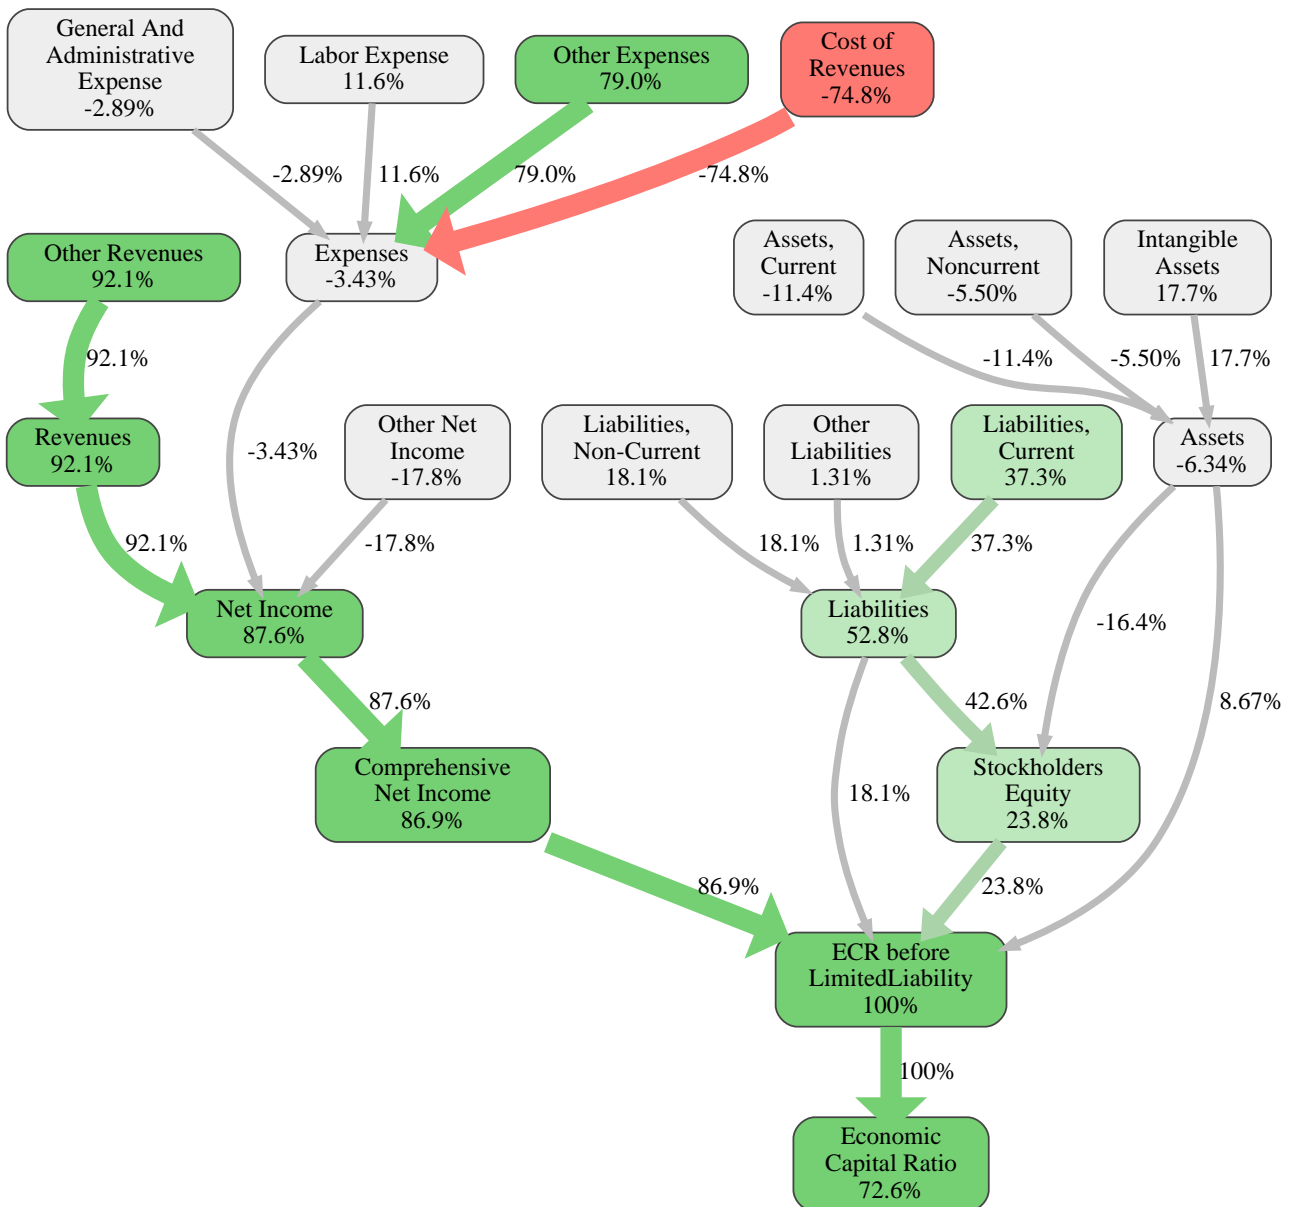 General And
Administrative
Expense
-2.89%
Labor Expense
11.6%
Other Expenses
79.0%
Cost of
Revenues
-74.8%
-2.89%
11.6%
79.0%
-74.8%
Other Revenues
92.1%
Expenses
-3.43%
Assets,
Current
-11.4%
Assets,
Noncurrent
-5.50%
Intangible
Assets
17.7%
92.1%
-11.4%
-5.50%
17.7%
Revenues
92.1%
-3.43%
Other Net
Income
-17.8%
Liabilities,
Non-Current
18.1%
Other
Liabilities
1.31%
Liabilities,
Current
37.3%
Assets
-6.34%
92.1%
-17.8%
18.1%
1.31%
37.3%
Net Income
87.6%
Liabilities
52.8%
-16.4%
87.6%
42.6%
8.67%
Comprehensive
Net Income
86.9%
18.1%
Stockholders
Equity
23.8%
86.9%
23.8%
ECR before
LimitedLiability
100%
100%
Economic
Capital Ratio
72.6%